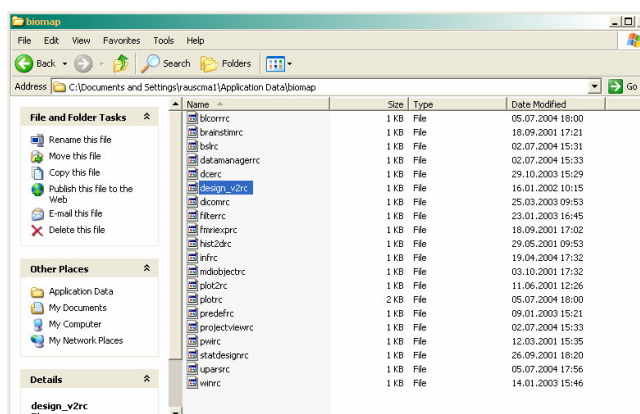 biomap
File Edit View Favorites Tools Help
Back Search Folders
Address C:\Documents and Settings\rauscma1\Application Data\biomap Go
File and Folder Tasks
Rename this file
Move this file
Copy this file
Publish this file to the
Web
E-mail this file
Delete this file
Other Places
Application Data
My Documents
My Computer
My Network Places
Details
design_v2rc
Name Size Type Date Modified
blcorrrc 1 KB File 05.07.2004 18:00
brainstimrc 1 KB File 18.09.2001 17:21
bslrc 1 KB File 02.07.2004 15:31
datamanagerrc 1 KB File 02.07.2004 15:33
dcerc 1 KB File 29.10.2003 15:29
design_v2rc 1 KB File 16.01.2002 10:15
dicomrc 1 KB File 25.03.2003 09:53
filterrc 1 KB File 23.01.2003 16:45
fmriexprc 1 KB File 18.09.2001 17:02
hist2drc 1 KB File 29.05.2001 09:53
infrc 1 KB File 19.04.2004 17:32
mdiobjectrc 1 KB File 03.10.2001 17:32
plot2rc 1 KB File 11.06.2001 12:26
plotrc 2 KB File 05.07.2004 18:00
predefrc 1 KB File 09.01.2003 15:21
projectviewrc 1 KB File 02.07.2004 15:33
pwirc 1 KB File 12.03.2001 15:35
statdesignrc 1 KB File 26.09.2001 18:20
uparsrc 1 KB File 05.07.2004 17:56
winrc 1 KB File 14.01.2003 15:46